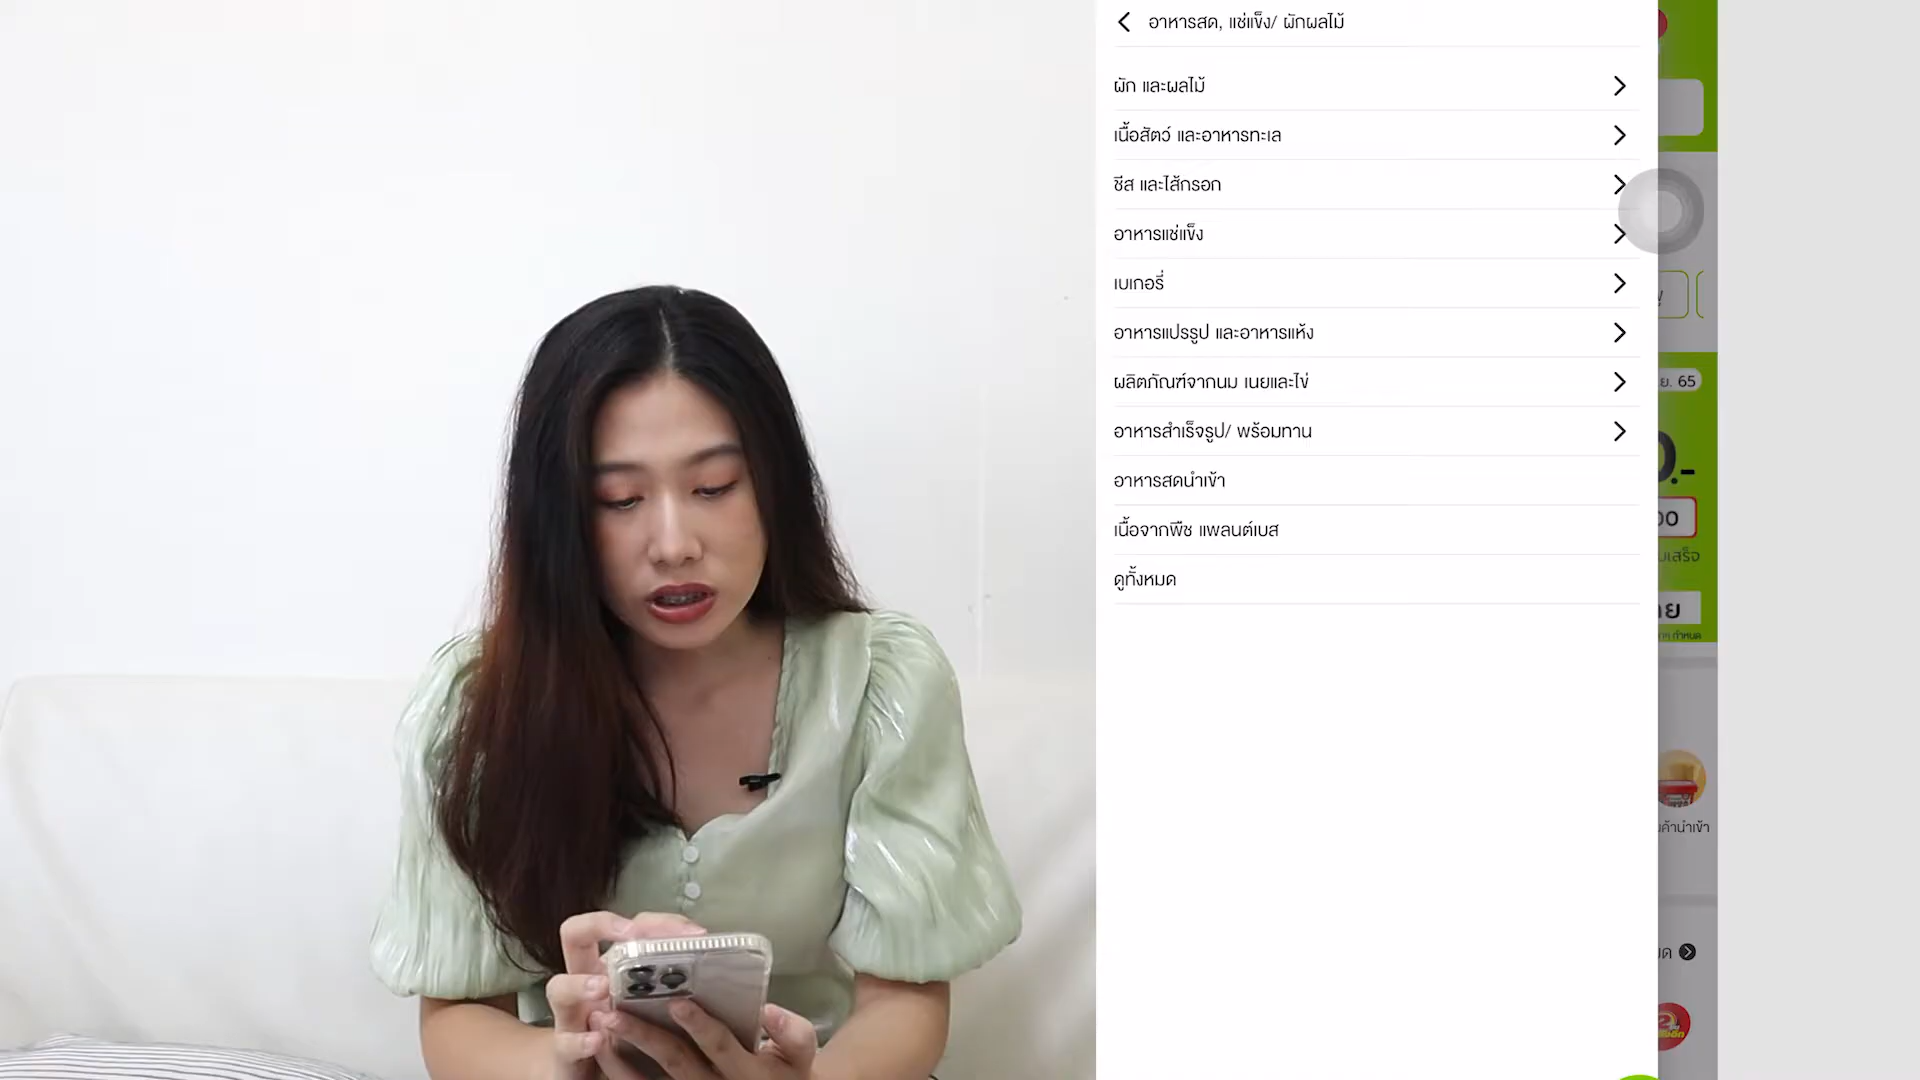 อาหารสด, แช่แข็ง/ ผักผลไม้
ผัก และผลไม้
เนื้อสัตว์ และอาหารทะเล
ชีส และไส้กรอก
อาหารแช่แข็ง
เบเกอรี่
อาหารแปรรูป และอาหารแห้ง
ผลิตภัณฑ์จากนม เนยและไข่
อาหารสำเร็จรูป/ พร้อมทาน
อาหารสดนำเข้า
เนื้อจากพืช แพลนต์เบส
ดูทั้งหมด
ย. 65
กำหนด